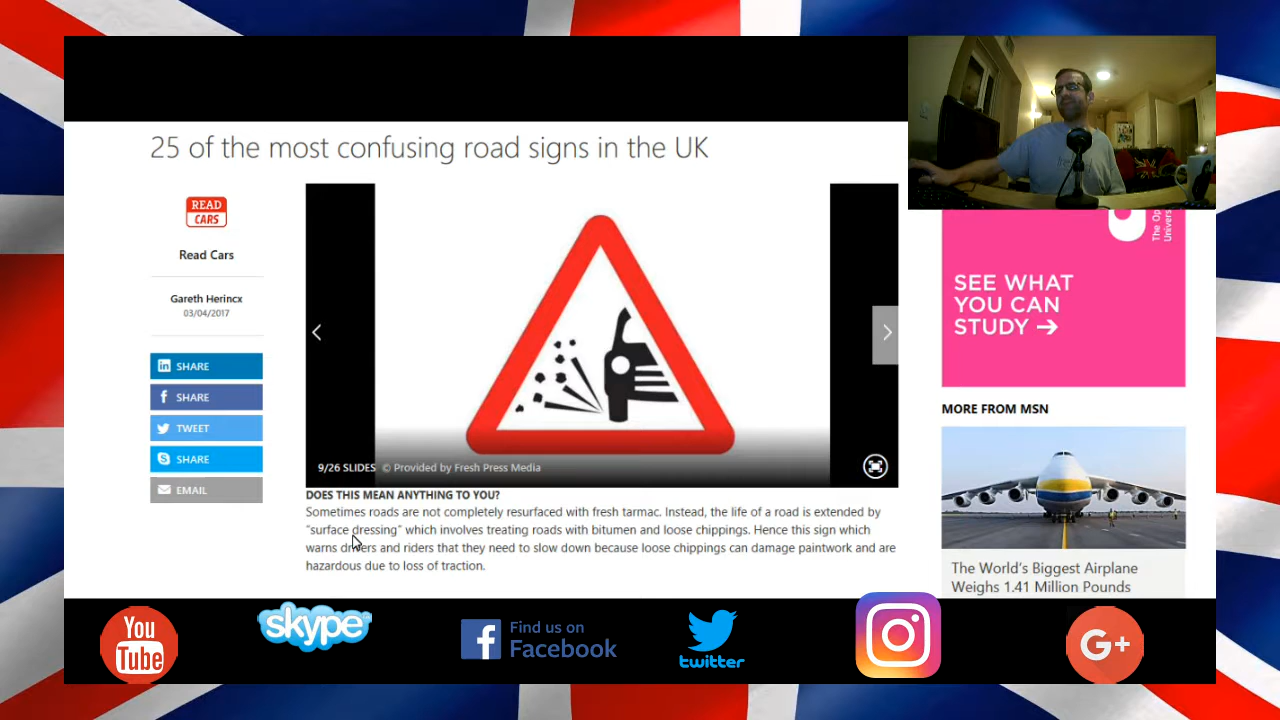 25 of the most confusing road signs in the UK
READ
CARS
Read Cars
Gareth Herincx
03/04/2017
in SHARE
f SHARE
TWEET
S SHARE
EMAIL
9/26 SLIDES © Provided by Fresh Press Media
DOES THIS MEAN ANYTHING TO YOU?
Sometimes roads are not completely resurfaced with fresh tarmac. Instead, the life of a road is extended by
"surface dressing" which involves treating roads with bitumen and loose chippings. Hence this sign which
warns drivers and riders that they need to slow down because loose chippings can damage paintwork and are
hazardous due to loss of traction.
The Op
Univers
SEE WHAT
YOU CAN
STUDY →
MORE FROM MSN
The World's Biggest Airplane
Weighs 1.41 Million Pounds
You
Tube
skype
f Find us on
Facebook
twitter
G+